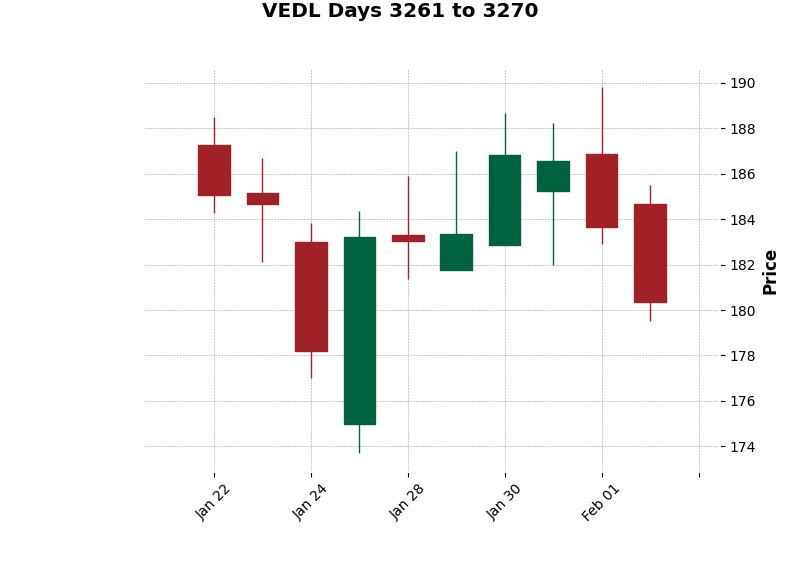 VEDL Days 3261 to 3270
190
188
186
184
182
180
178
176
174
Price
Jan 22
Jan 24
Jan 28
Jan 30
Feb 01